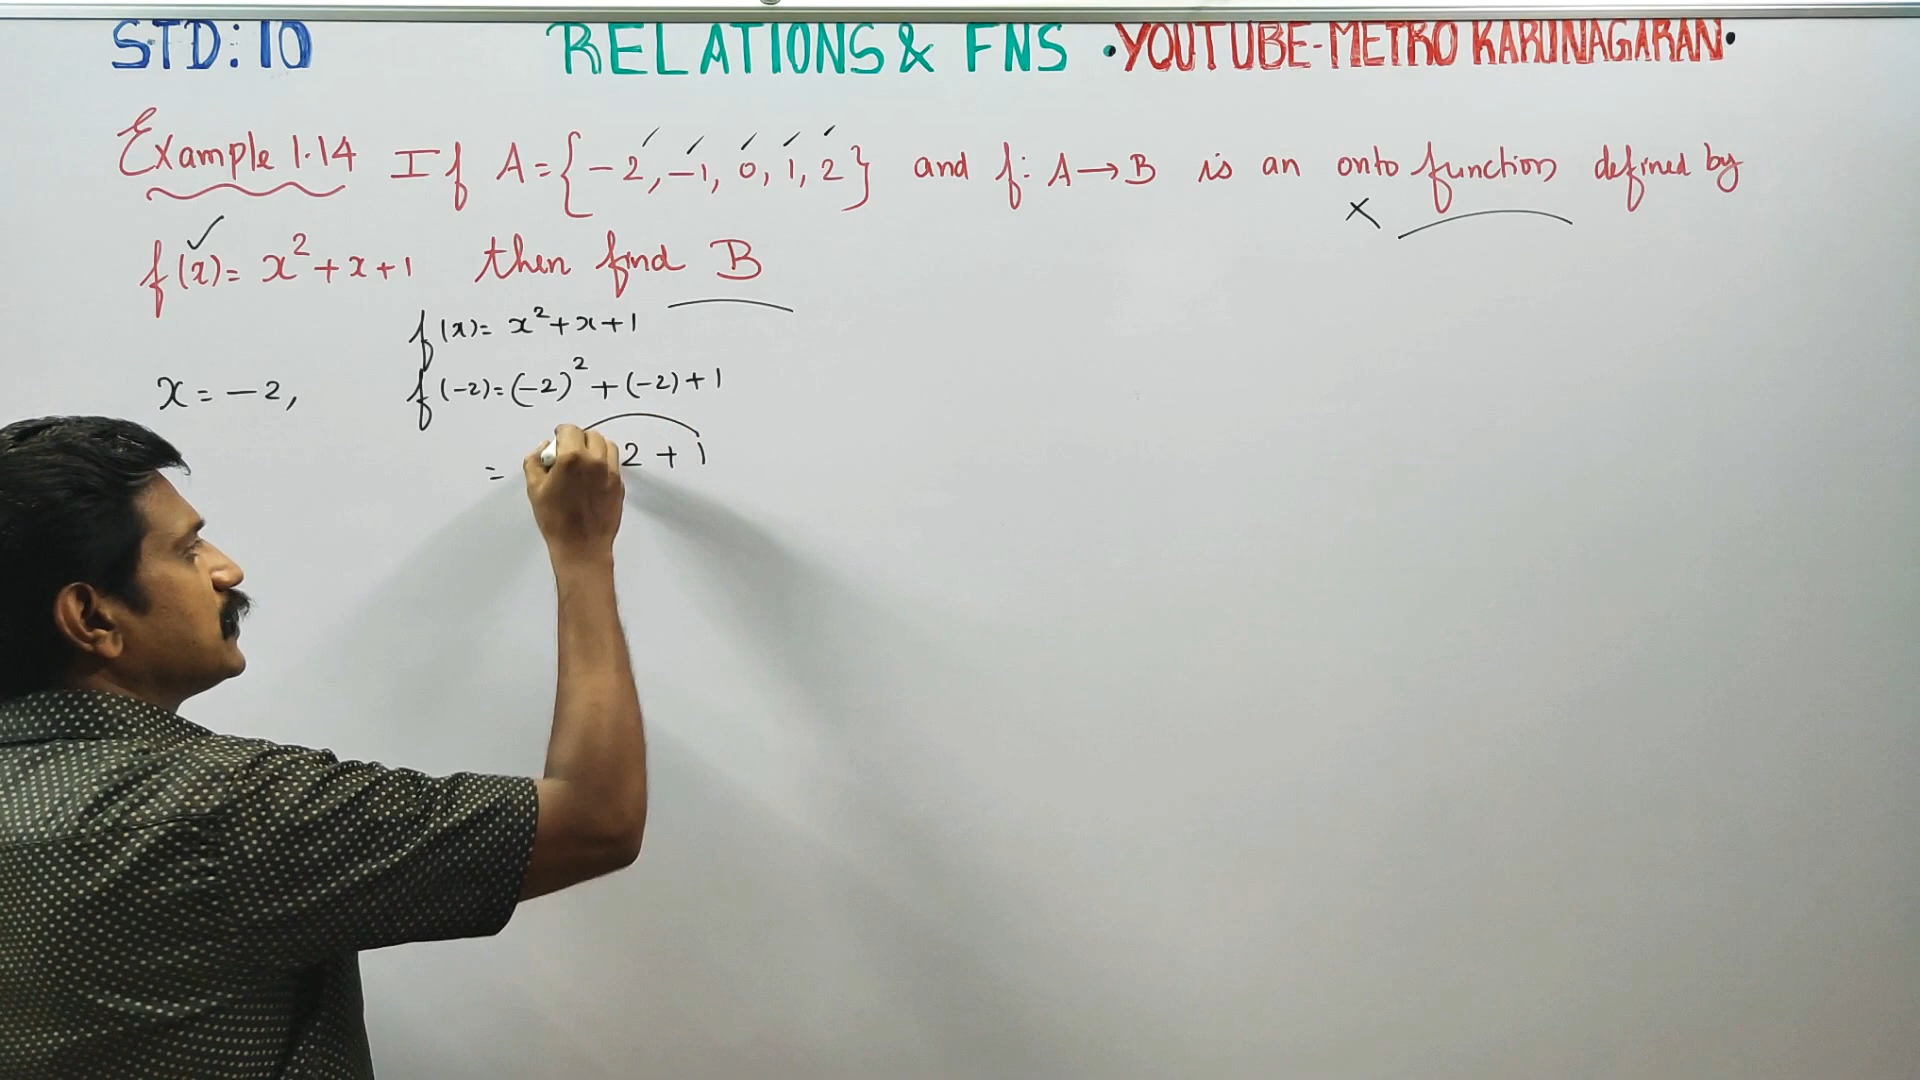 STD: 10 RELATIONS & FNS •YOUTUBE-METRO KARUNAGARAN•
Example 1.14 If A = {-2, -1, 0, 1, 2} and f: A→B is an onto function defined by
f(x) = x² + x + 1 then find B
f(x) = x² + x + 1
x = -2, f(-2) = (-2)² + (-2) + 1
= 2 + 1